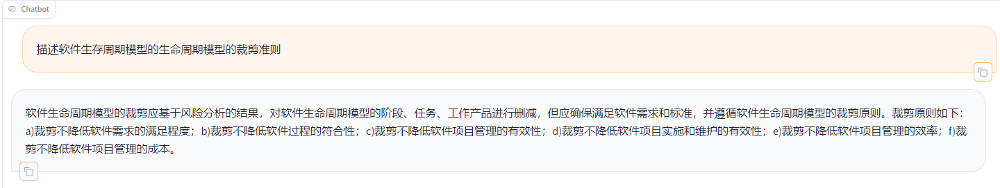 Chatbot
描述软件生存周期模型的生命周期模型的裁剪准则
软件生命周期模型的裁剪应基于风险分析的结果，对软件生命周期模型的阶段、任务、工作产品进行删减，但应确保满足软件需求和标准，并遵循软件生命周期模型的裁剪原则。裁剪原则如下：
a)裁剪不降低软件需求的满足程度；b)裁剪不降低软件过程的符合性；c)裁剪不降低软件项目管理的有效性；d)裁剪不降低软件项目实施和维护的有效性；e)裁剪不降低软件项目管理的效率；f)裁
剪不降低软件项目管理的成本。